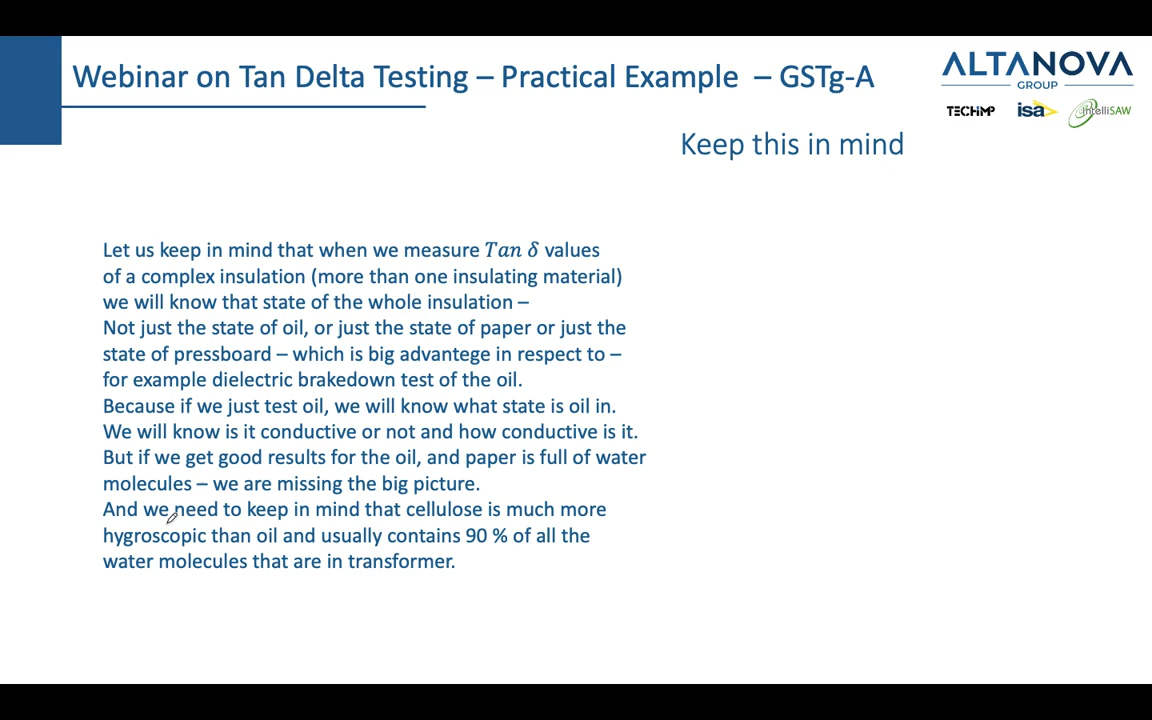 Webinar on Tan Delta Testing – Practical Example – GSTg-A
ALTANOVA
GROUP
TECHIMP isa intelliSAW
Keep this in mind
Let us keep in mind that when we measure Tan δ values
of a complex insulation (more than one insulating material)
we will know that state of the whole insulation –
Not just the state of oil, or just the state of paper or just the
state of pressboard – which is big advantege in respect to –
for example dielectric brakedown test of the oil.
Because if we just test oil, we will know what state is oil in.
We will know is it conductive or not and how conductive is it.
But if we get good results for the oil, and paper is full of water
molecules – we are missing the big picture.
And we need to keep in mind that cellulose is much more
hygroscopic than oil and usually contains 90 % of all the
water molecules that are in transformer.